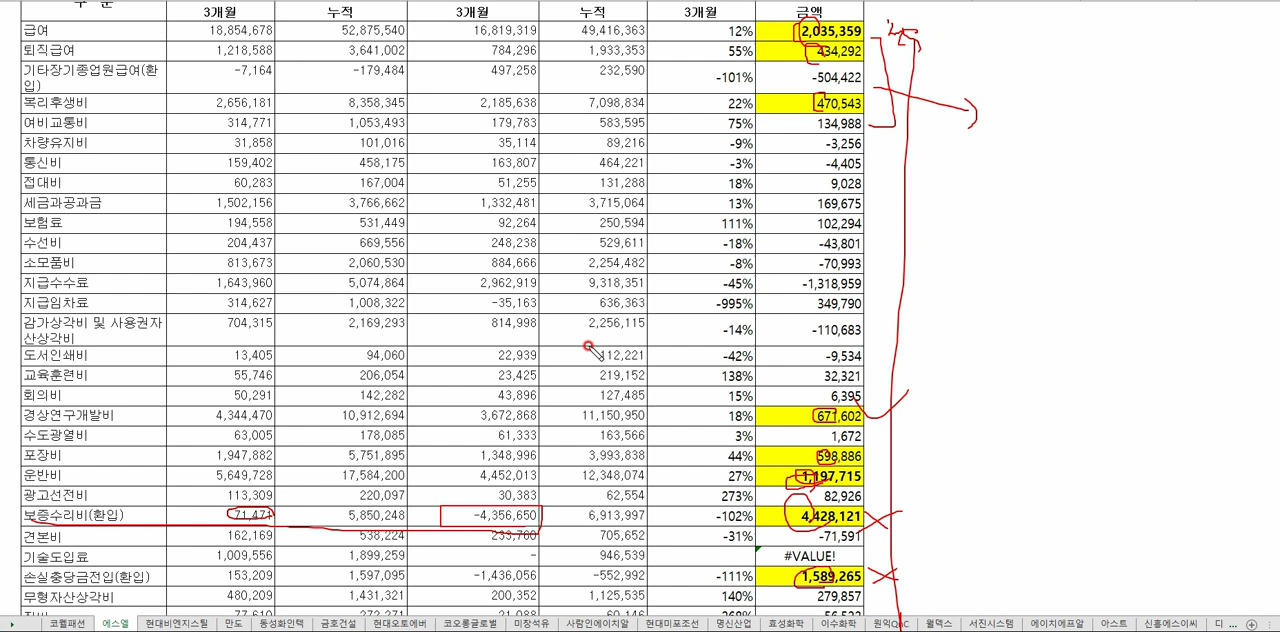 구 분
3개월 누적 3개월 누적 3개월 금액
급여 18,854,678 52,875,540 16,819,319 49,416,363 12% 2,035,359
퇴직급여 1,218,588 3,641,002 784,296 1,933,353 55% 434,292
기타장기종업원급여(환입) -7,164 -179,484 497,258 232,590 -101% -504,422
복리후생비 2,656,181 8,358,345 2,185,638 7,098,834 22% 470,543
여비교통비 314,771 1,053,493 179,783 583,595 75% 134,988
차량유지비 31,858 101,016 35,114 89,216 -9% -3,256
통신비 159,402 458,175 163,807 464,221 -3% -4,405
접대비 60,283 167,004 51,255 131,288 18% 9,028
세금과공과금 1,502,156 3,766,662 1,332,481 3,715,064 13% 169,675
보험료 194,558 531,449 92,264 250,594 111% 102,294
수선비 204,437 669,556 248,238 529,611 -18% -43,801
소모품비 813,673 2,060,530 884,666 2,254,482 -8% -70,993
지급수수료 1,643,960 5,074,864 2,962,919 9,318,351 -45% -1,318,959
지급임차료 314,627 1,008,322 -35,163 636,363 -995% 349,790
감가상각비 및 사용권자산상각비 704,315 2,169,293 814,998 2,256,115 -14% -110,683
도서인쇄비 13,405 94,060 22,939 112,221 -42% -9,534
교육훈련비 55,746 206,054 23,425 219,152 138% 32,321
회의비 50,291 142,282 43,896 127,485 15% 6,395
경상연구개발비 4,344,470 10,912,694 3,672,868 11,150,950 18% 671,602
수도광열비 63,005 178,085 61,333 163,566 3% 1,672
포장비 1,947,882 5,751,895 1,348,996 3,993,838 44% 598,886
운반비 5,649,728 17,584,200 4,452,013 12,348,074 27% 1,197,715
광고선전비 113,309 220,097 30,383 62,554 273% 82,926
보증수리비(환입) 71,471 5,850,248 -4,356,650 6,913,997 -102% 4,428,121
견본비 162,169 538,224 233,760 705,652 -31% -71,591
기술도입료 1,009,556 1,899,259 - 946,539 #VALUE!
손실충당금전입(환입) 153,209 1,597,095 -1,436,056 -552,992 -111% 1,589,265
무형자산상각비 480,209 1,431,321 200,352 1,125,535 140% 279,857
코웰패션 에스엘 현대비엔지스틸 만도 동성화인텍 금호건설 현대오토에버 코오롱글로벌 미창석유 사람인에이치알 현대미포조선 명신산업 효성화학 이수화학 원익QnC 월덱스 서진시스템 에이치에프알 아스트 신흥에스이씨 디 ...